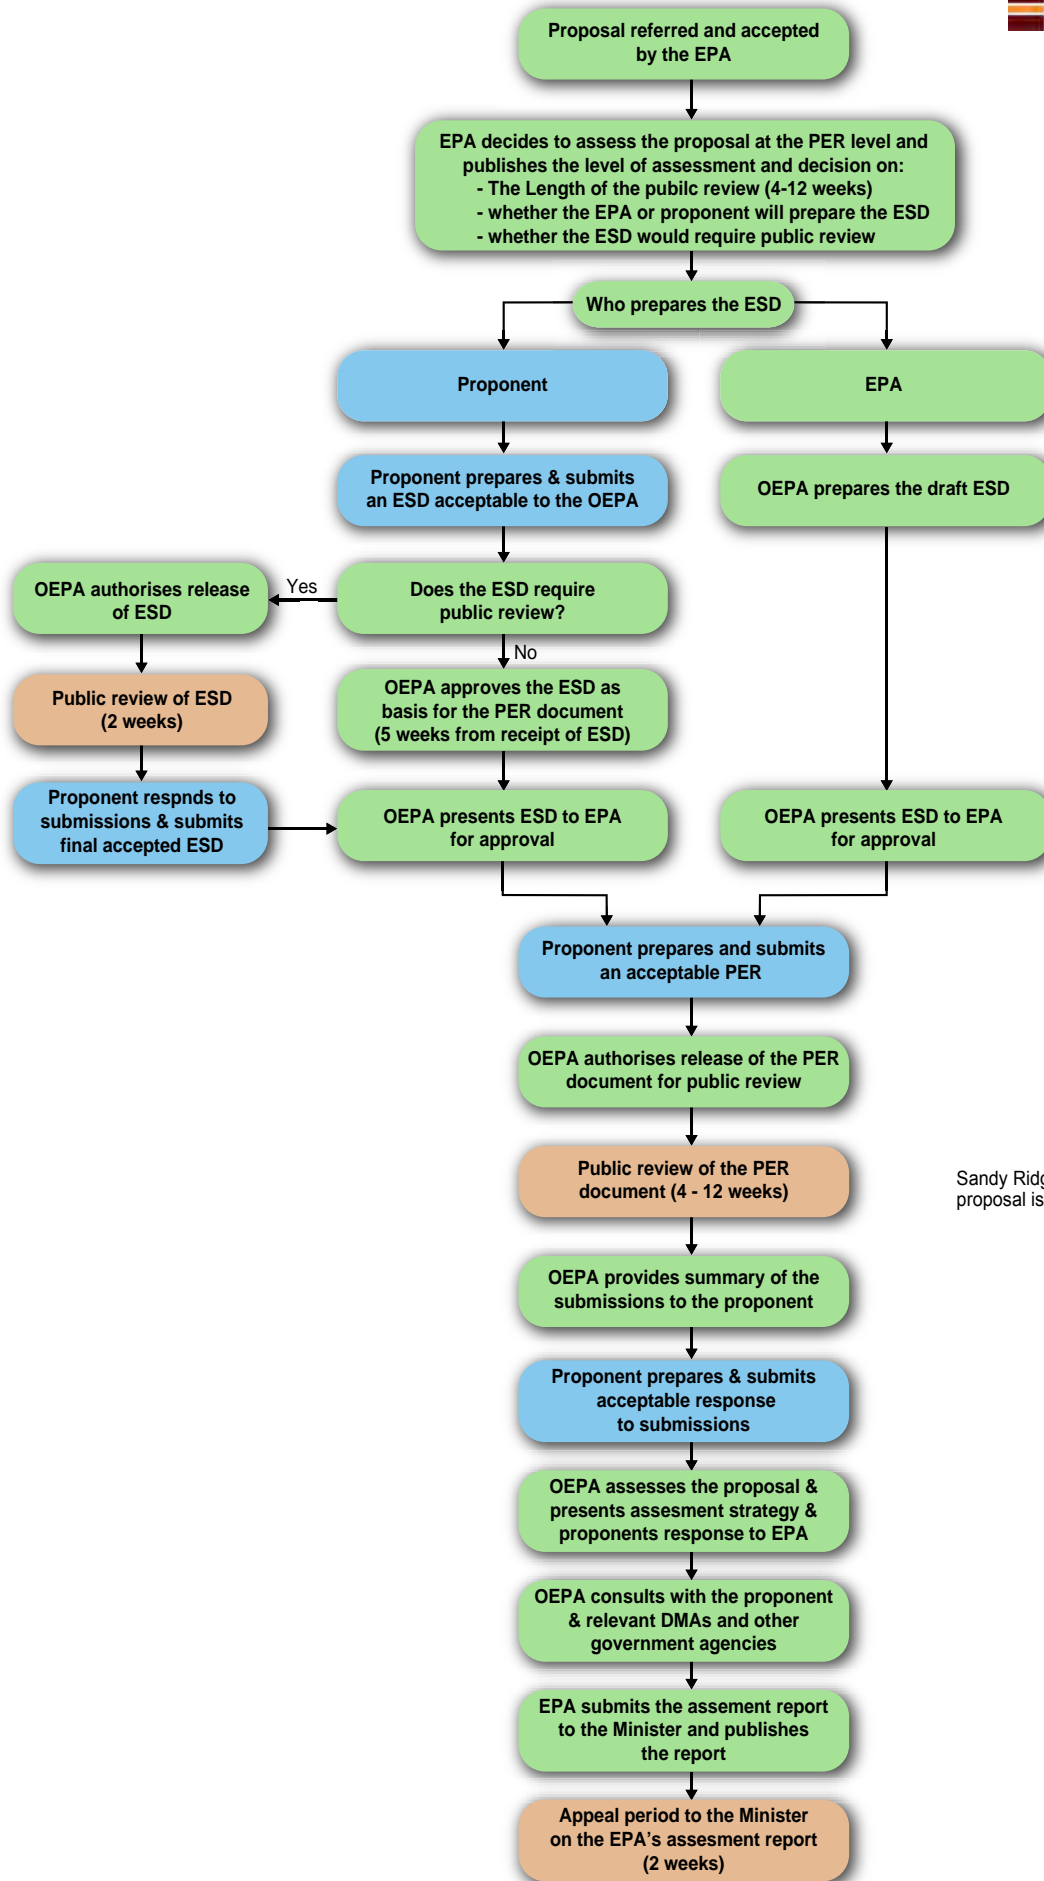 Proposal referred and accepted
by the EPA
EPA decides to assess the proposal at the PER level and
publishes the level of assessment and decision on:
- The Length of the pubilc review (4-12 weeks)
- whether the EPA or proponent will prepare the ESD
- whether the ESD would require public review
Who prepares the ESD
Proponent
EPA
Proponent prepares & submits
an ESD acceptable to the OEPA
OEPA prepares the draft ESD
OEPA authorises release
of ESD
Yes
Does the ESD require
public review?
No
Public review of ESD
(2 weeks)
OEPA approves the ESD as
basis for the PER document
(5 weeks from receipt of ESD)
Proponent respnds to
submissions & submits
final accepted ESD
OEPA presents ESD to EPA
for approval
OEPA presents ESD to EPA
for approval
Proponent prepares and submits
an acceptable PER
OEPA authorises release of the PER
document for public review
Public review of the PER
document (4 - 12 weeks)
Sandy Ridg
proposal is
OEPA provides summary of the
submissions to the proponent
Proponent prepares & submits
acceptable response
to submissions
OEPA assesses the proposal &
presents assesment strategy &
proponents response to EPA
OEPA consults with the proponent
& relevant DMAs and other
government agencies
EPA submits the assement report
to the Minister and publishes
the report
Appeal period to the Minister
on the EPA's assesment report
(2 weeks)